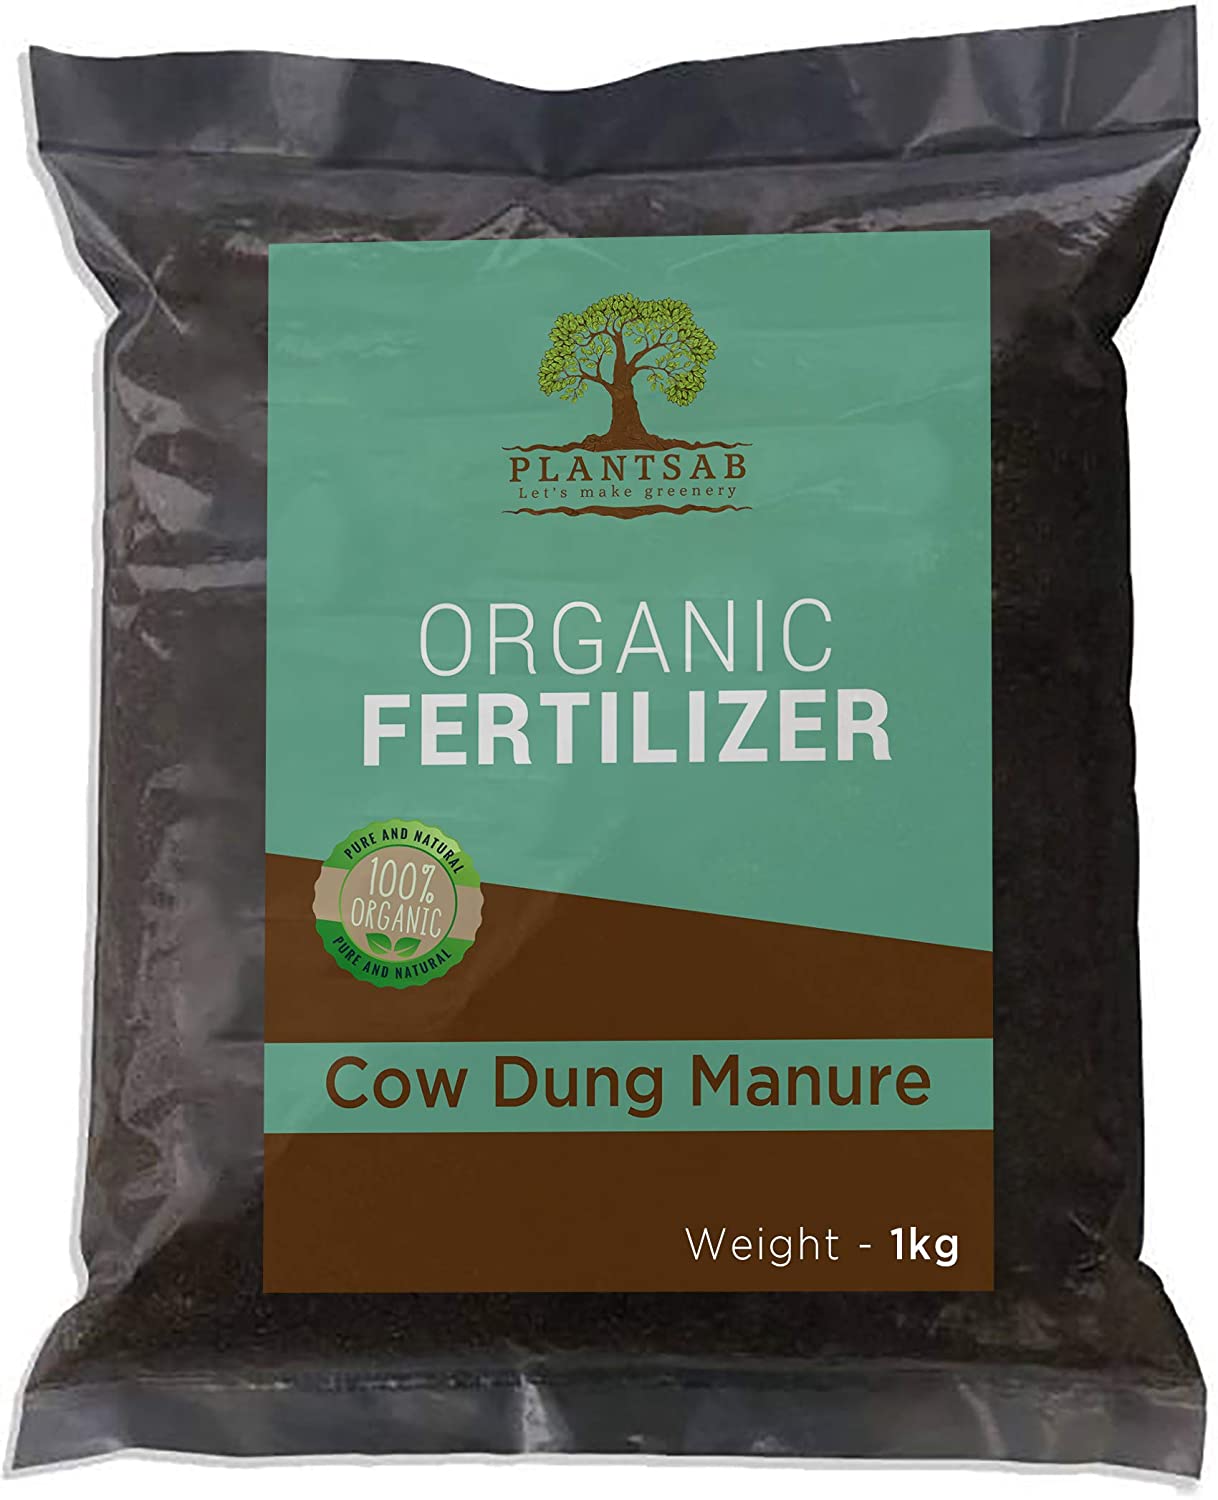 PLANTSAB
Let's make greenery
ORGANIC
FERTILIZER
PURE AND NATURAL
100%
ORGANIC
PURE AND NATURAL
Cow Dung Manure
Weight - 1kg